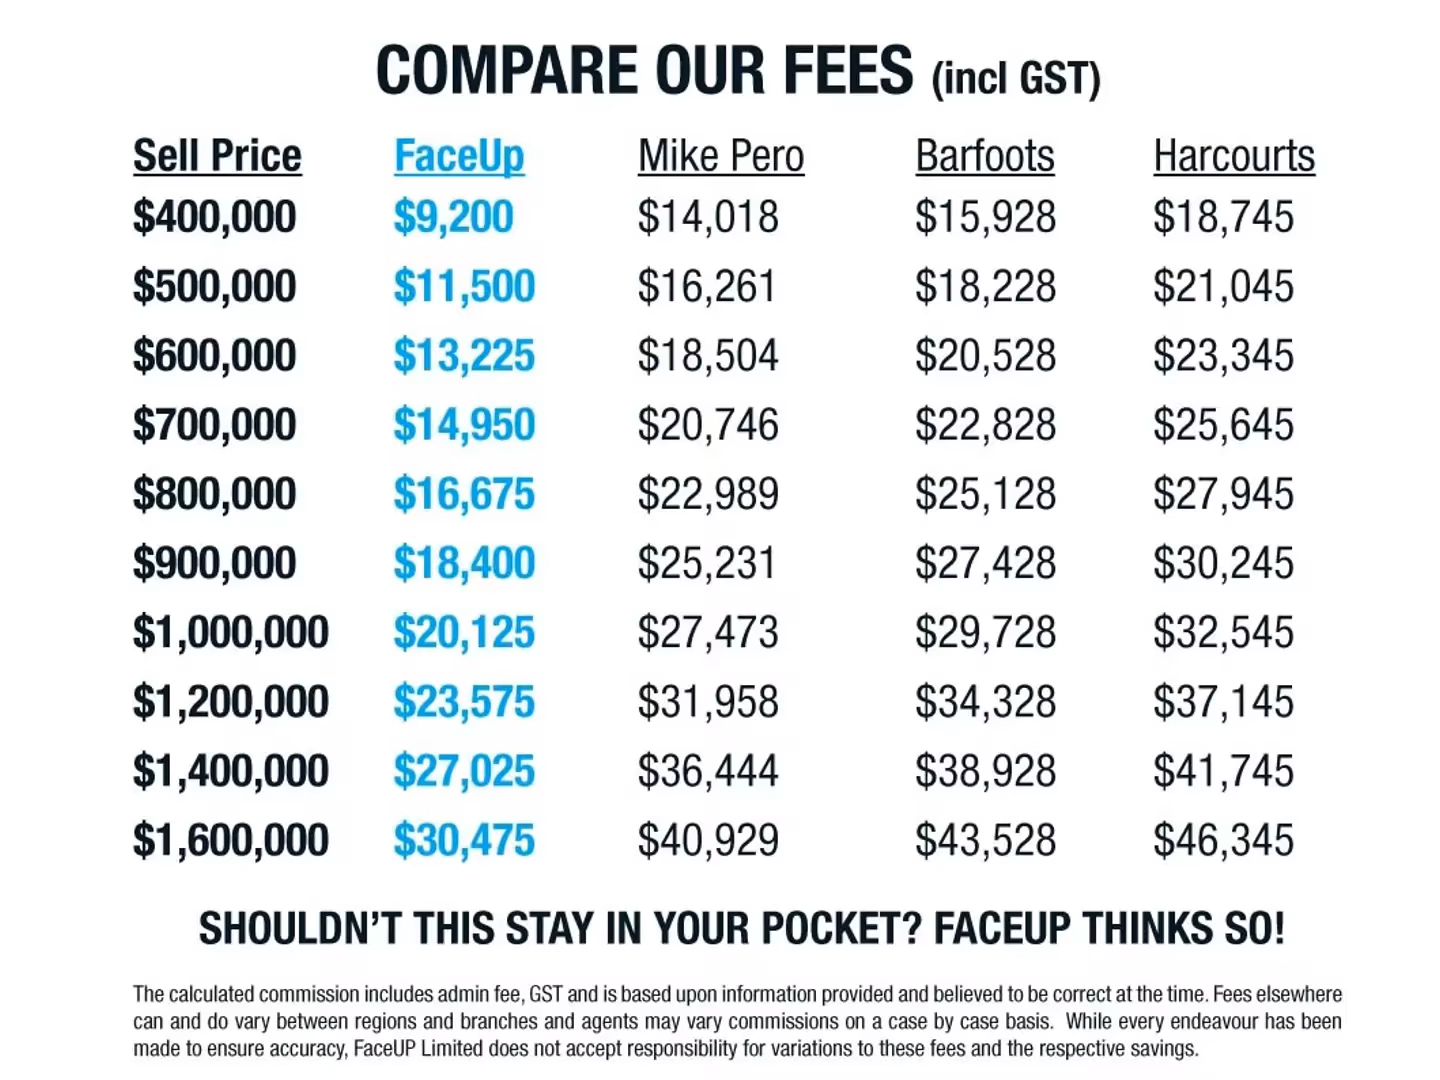 COMPARE OUR FEES (incl GST)
Sell Price FaceUp Mike Pero Barfoots Harcourts
$400,000 $9,200 $14,018 $15,928 $18,745
$500,000 $11,500 $16,261 $18,228 $21,045
$600,000 $13,225 $18,504 $20,528 $23,345
$700,000 $14,950 $20,746 $22,828 $25,645
$800,000 $16,675 $22,989 $25,128 $27,945
$900,000 $18,400 $25,231 $27,428 $30,245
$1,000,000 $20,125 $27,473 $29,728 $32,545
$1,200,000 $23,575 $31,958 $34,328 $37,145
$1,400,000 $27,025 $36,444 $38,928 $41,745
$1,600,000 $30,475 $40,929 $43,528 $46,345
SHOULDN'T THIS STAY IN YOUR POCKET? FACEUP THINKS SO!
The calculated commission includes admin fee, GST and is based upon information provided and believed to be correct at the time. Fees elsewhere
can and do vary between regions and branches and agents may vary commissions on a case by case basis. While every endeavour has been
made to ensure accuracy, FaceUP Limited does not accept responsibility for variations to these fees and the respective savings.